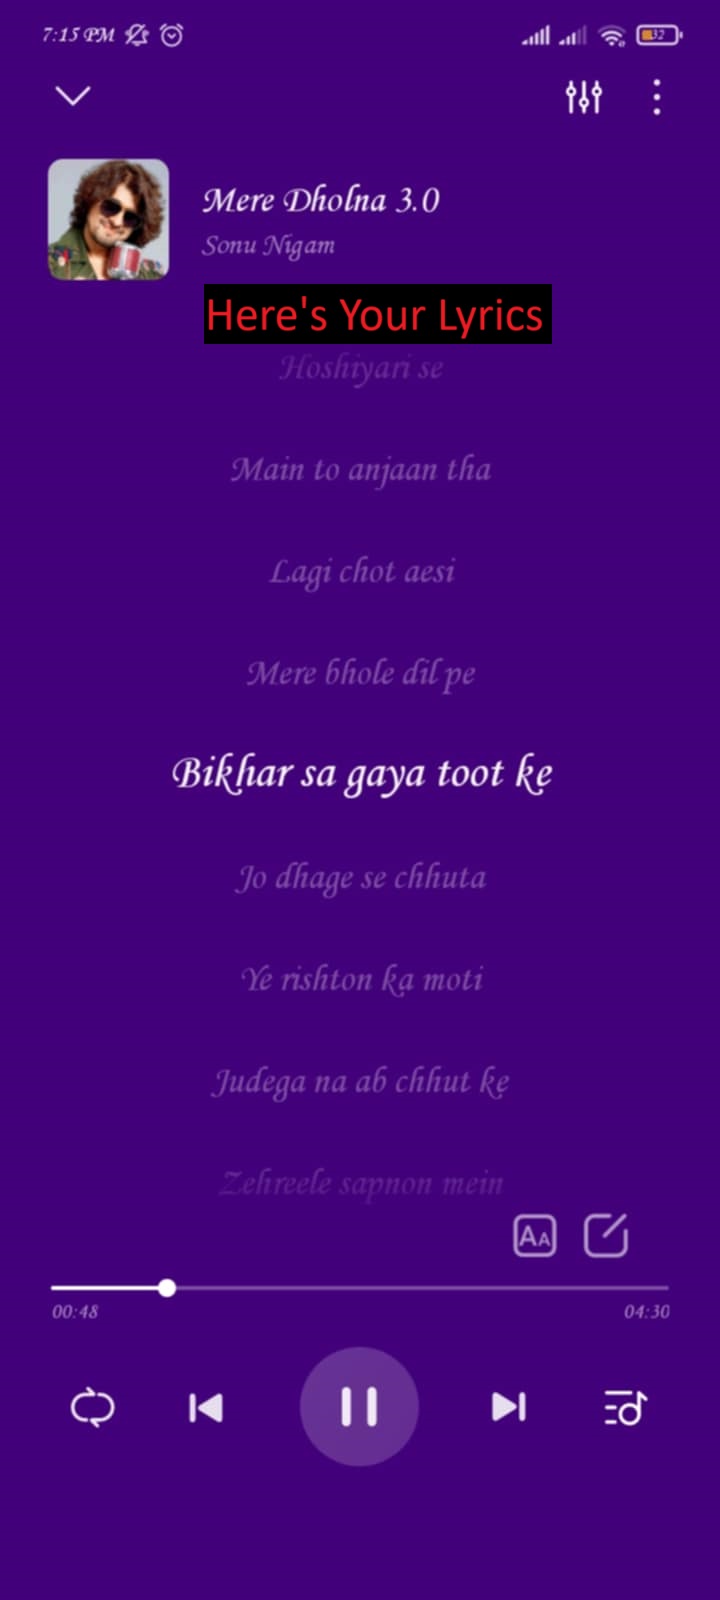 7:15 PM
32
Mere Dholna 3.0
Sonu Nigam
Here's Your Lyrics
Hoshiyari se
Main to anjaan tha
Lagi chot aesi
Mere bhole dil pe
Bikhar sa gaya toot ke
Jo dhage se chhuta
Ye rishton ka moti
Judega na ab chhut ke
Zehreele sapnon mein
AA
00:48
04:30